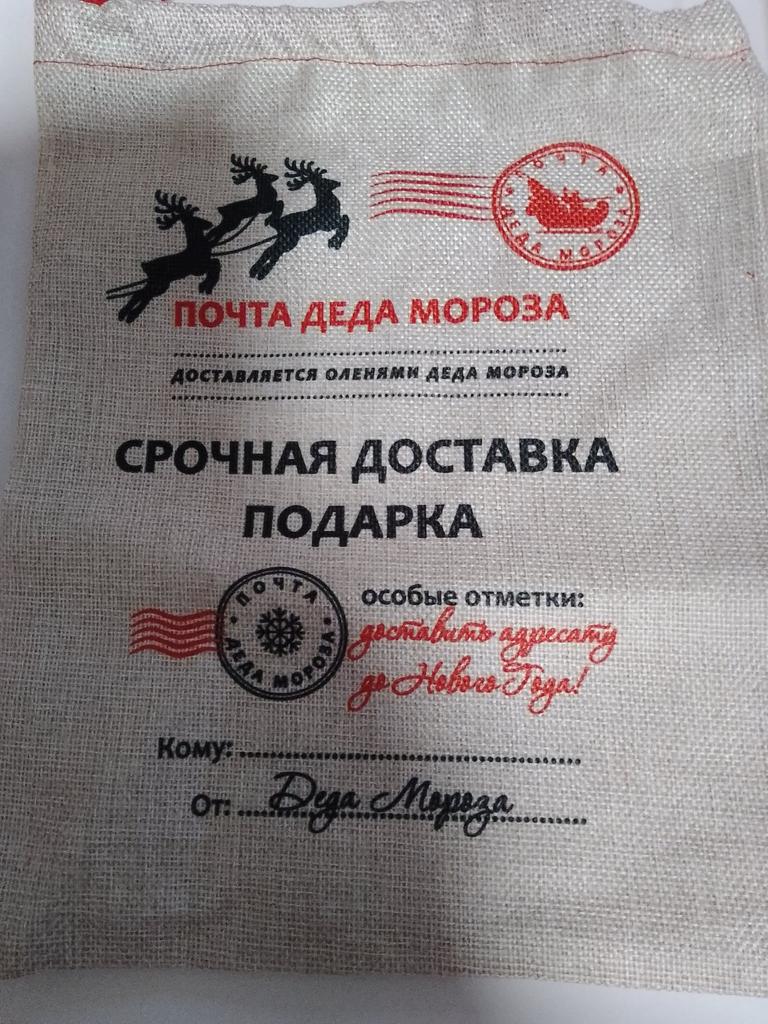 ПОЧТА
ДЕДА МОРОЗА
ПОЧТА ДЕДА МОРОЗА
ДОСТАВЛЯЕТСЯ ОЛЕНЯМИ ДЕДА МОРОЗА
СРОЧНАЯ ДОСТАВКА
ПОДАРКА
ПОЧТА
ДЕДА МОРОЗА
особые отметки:
доставить адресату
до Нового Года!
Кому:
От: Деда Мороза